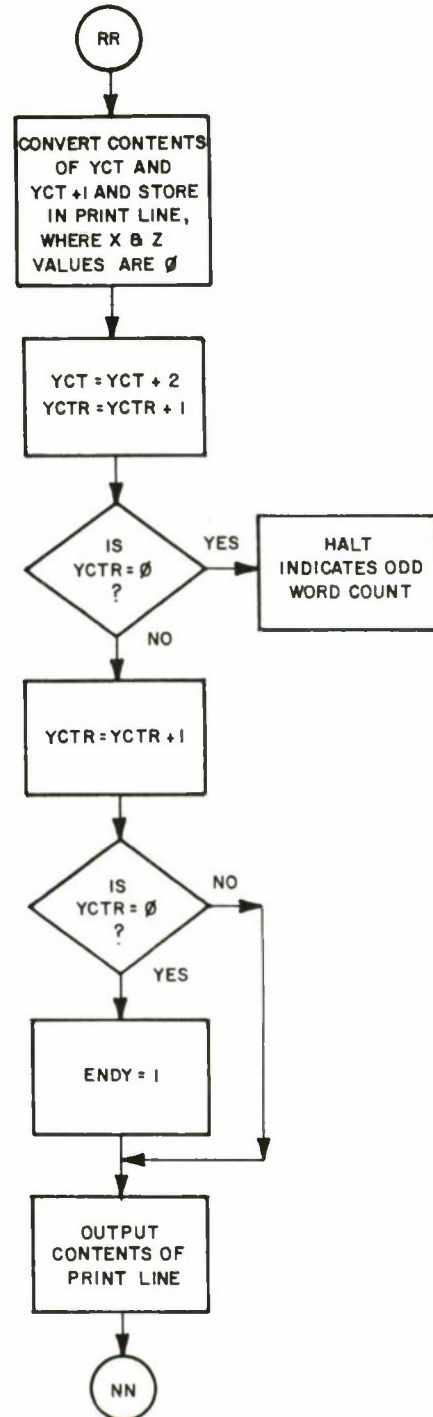 RR
CONVERT CONTENTS
OF YCT AND
YCT +1 AND STORE
IN PRINT LINE,
WHERE X & Z
VALUES ARE Ø
YCT = YCT + 2
YCTR = YCTR + 1
IS
YCTR = Ø
?
YES
HALT
INDICATES ODD
WORD COUNT
NO
YCTR = YCTR + 1
IS
YCTR = Ø
?
NO
YES
ENDY = 1
OUTPUT
CONTENTS OF
PRINT LINE
NN